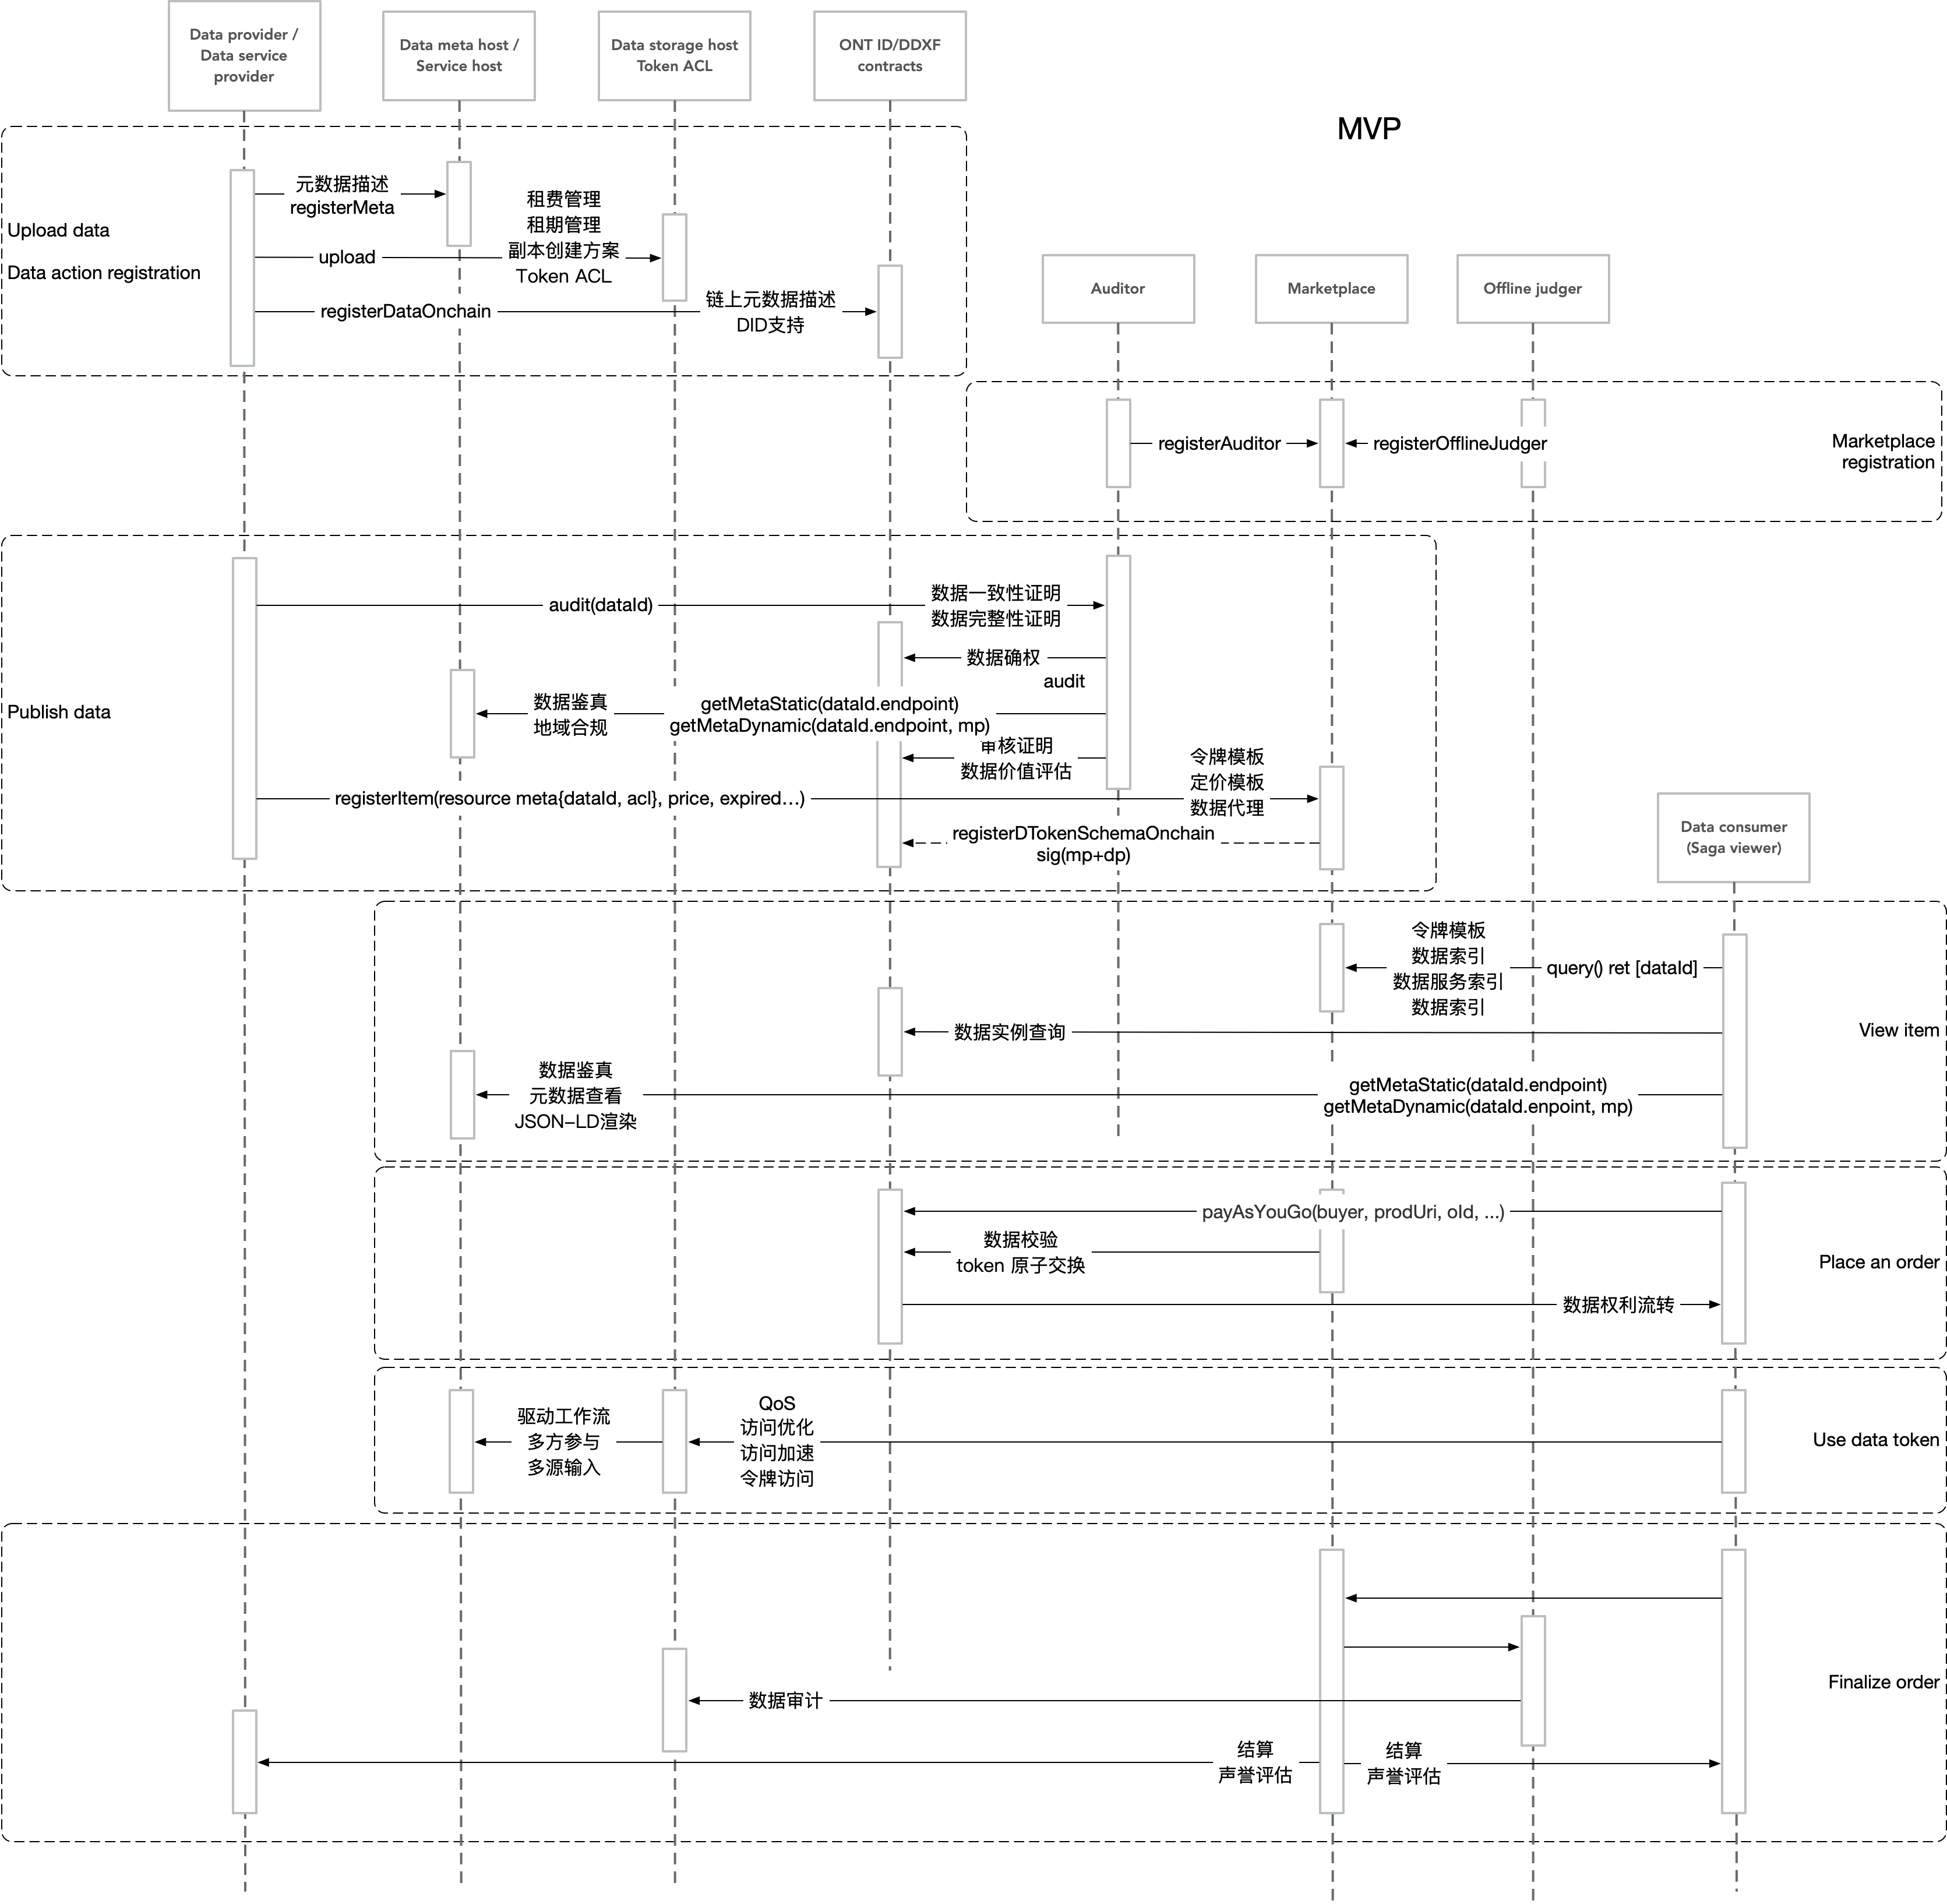 Data provider /
Data service
provider
Data meta host /
Service host
Data storage host
Token ACL
ONT ID/DDXF
contracts
MVP
Upload data
Data action registration
元数据描述
registerMeta
租费管理
租期管理
副本创建方案
Token ACL
upload
registerDataOnchain
链上元数据描述
DID支持
Auditor
Marketplace
Offline judger
registerAuditor
registerOfflineJudger
Marketplace
registration
Publish data
audit(dataId)
数据一致性证明
数据完整性证明
数据确权
audit
数据鉴真
地域合规
getMetaStatic(dataId.endpoint)
getMetaDynamic(dataId.endpoint, mp)
审核证明
数据价值评估
registerItem(resource meta{dataId, acl}, price, expired…)
令牌模板
定价模板
数据代理
registerDTokenSchemaOnchain
sig(mp+dp)
Data consumer
(Saga viewer)
令牌模板
数据索引
数据服务索引
数据索引
query() ret [dataId]
数据实例查询
View item
数据鉴真
元数据查看
JSON-LD渲染
getMetaStatic(dataId.endpoint)
getMetaDynamic(dataId.enpoint, mp)
payAsYouGo(buyer, prodUri, oId, ...)
数据校验
token 原子交换
Place an order
数据权利流转
驱动工作流
多方参与
多源输入
QoS
访问优化
访问加速
令牌访问
Use data token
Finalize order
数据审计
结算
声誉评估
结算
声誉评估